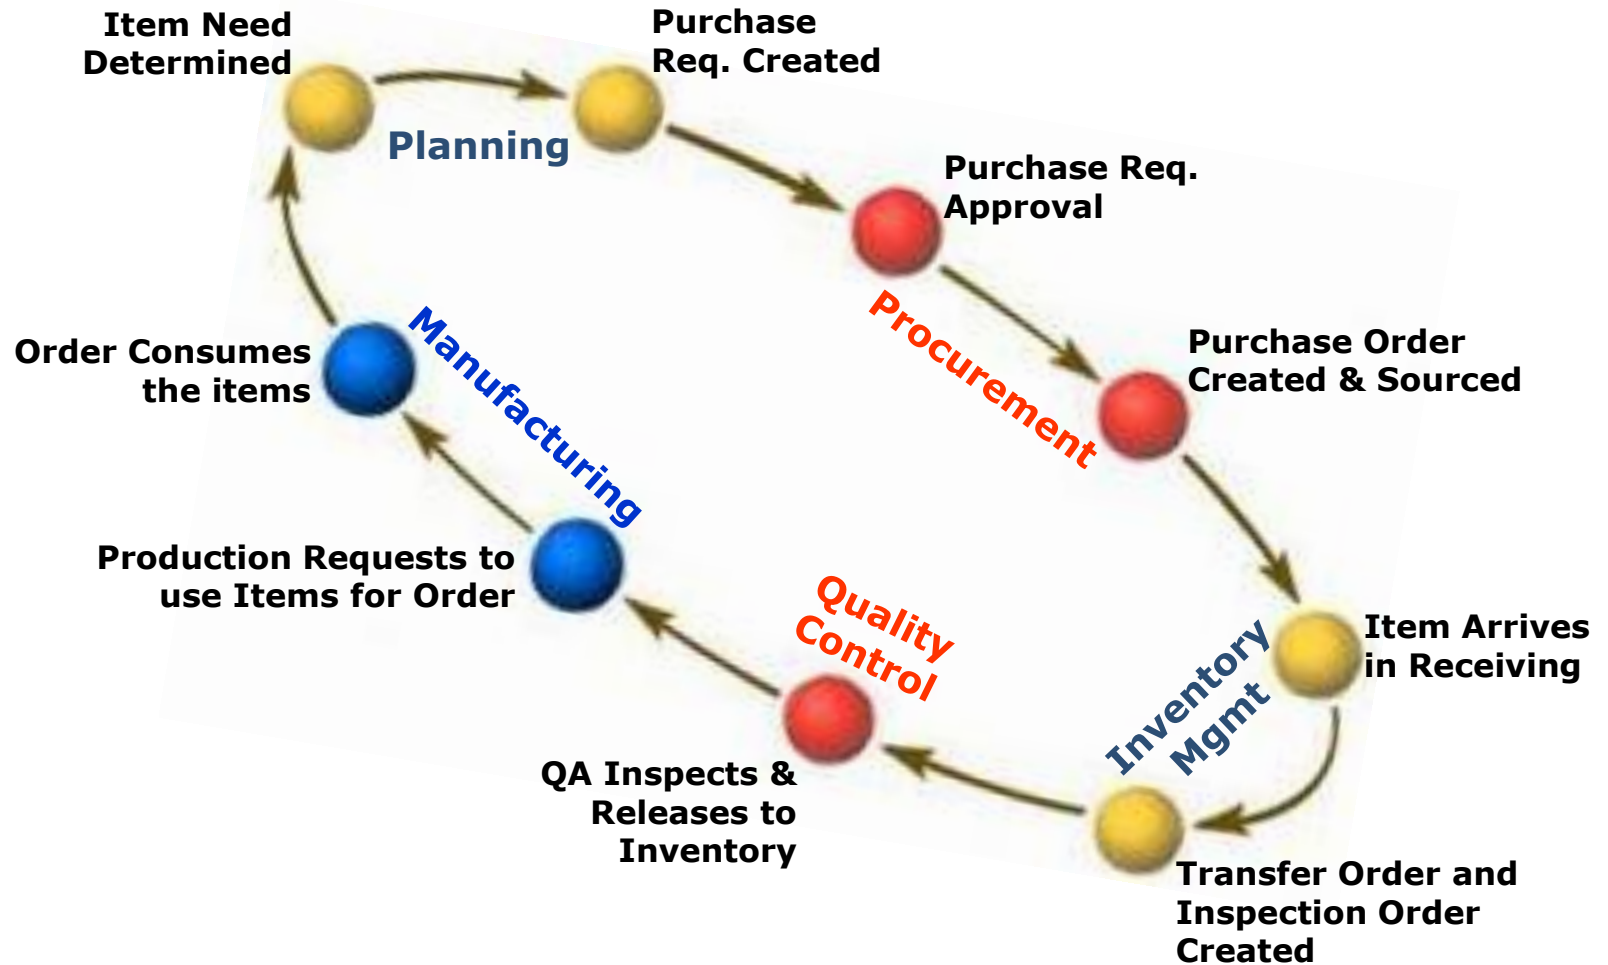 Item Need
Determined
Purchase
Req. Created
Planning
Purchase Req.
Approval
Procurement
Purchase Order
Created & Sourced
Item Arrives
in Receiving
Inventory
Mgmt
Transfer Order and
Inspection Order
Created
Quality
Control
QA Inspects &
Releases to
Inventory
Production Requests to
use Items for Order
Manufacturing
Order Consumes
the items